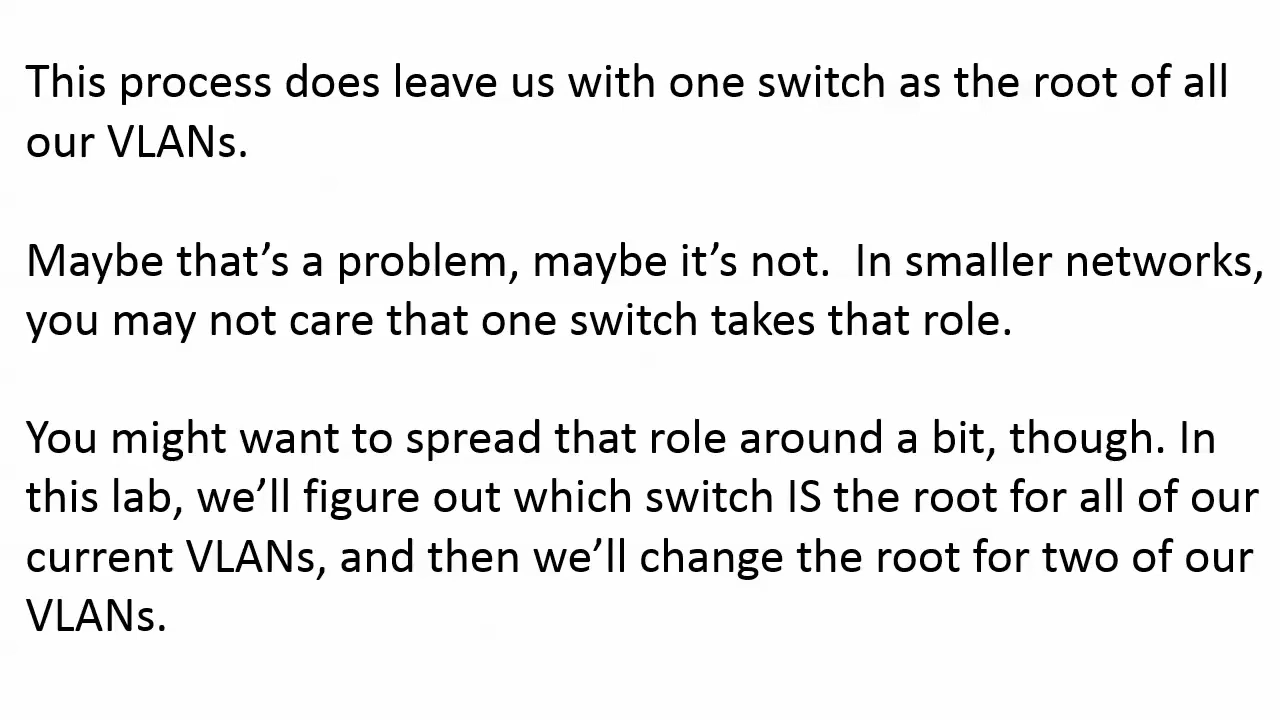 This process does leave us with one switch as the root of all
our VLANs.
Maybe that’s a problem, maybe it’s not.  In smaller networks,
you may not care that one switch takes that role.
You might want to spread that role around a bit, though. In
this lab, we’ll figure out which switch IS the root for all of our
current VLANs, and then we’ll change the root for two of our
VLANs.